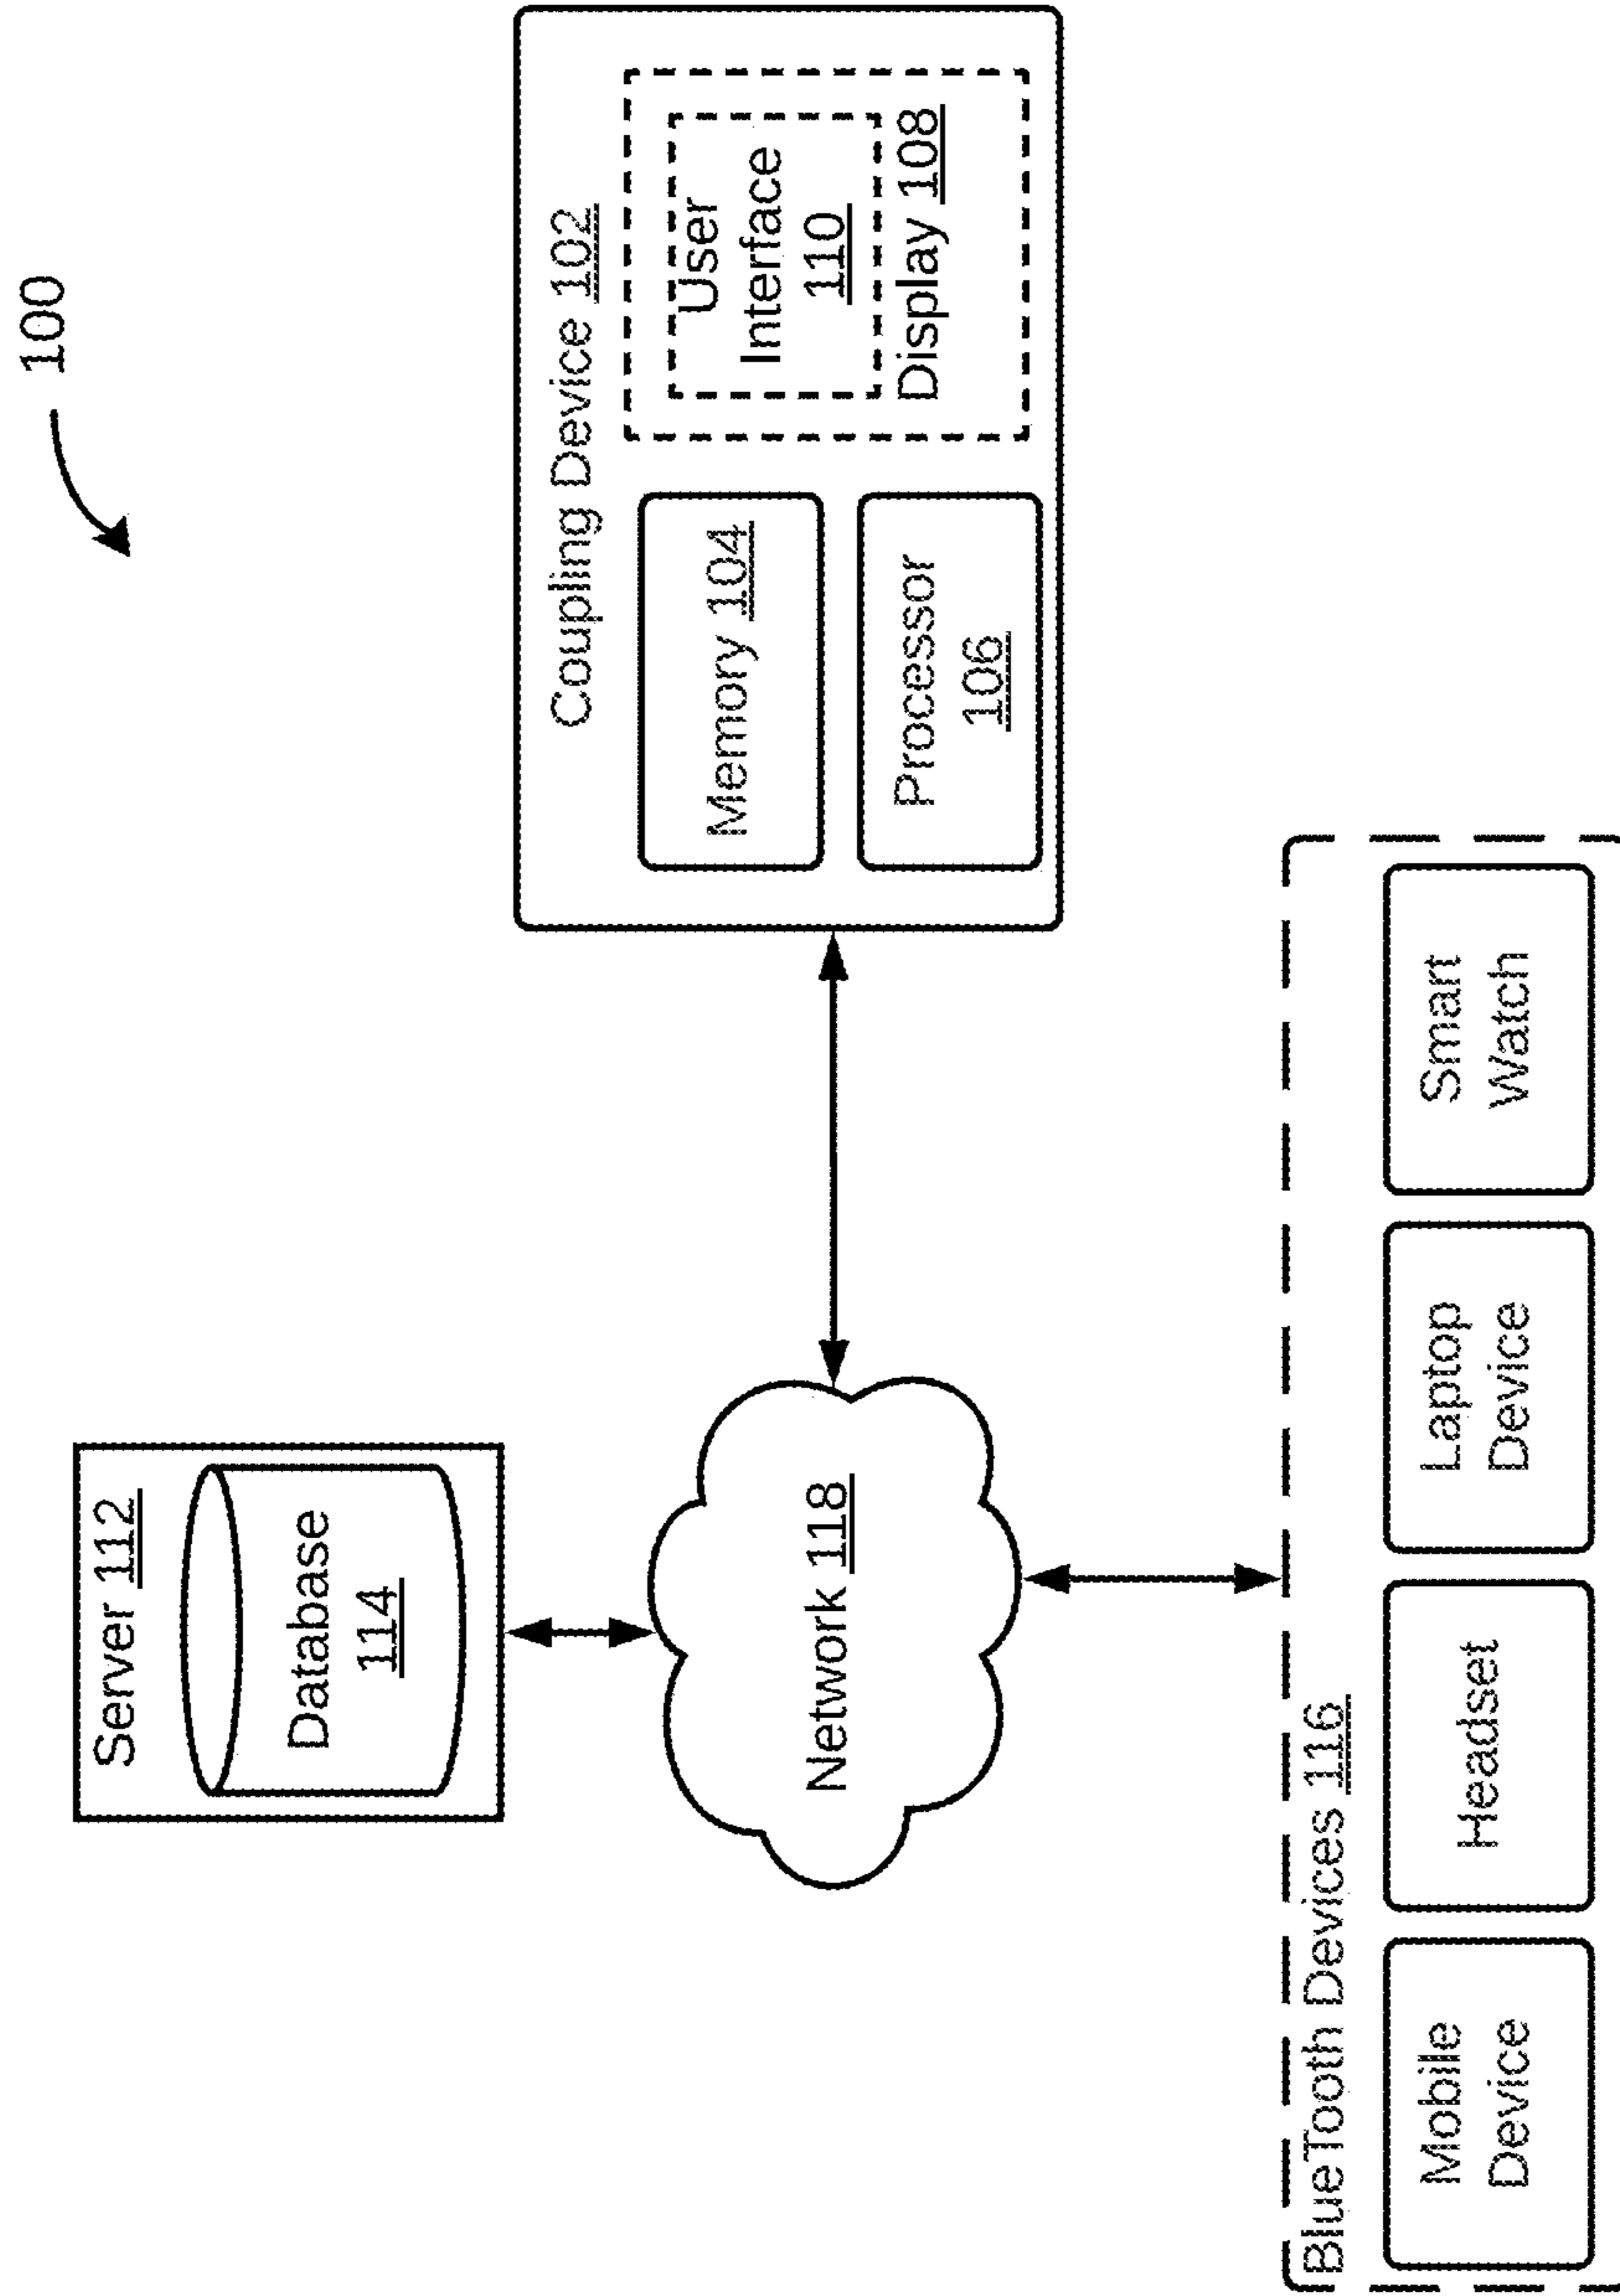 100
Server 112
Database
114
Network 118
Coupling Device 102
Memory 104
Processor
106
User
Interface
110
Display 108
BlueTooth Devices 116
Mobile
Device
Headset
Laptop
Device
Smart
Watch